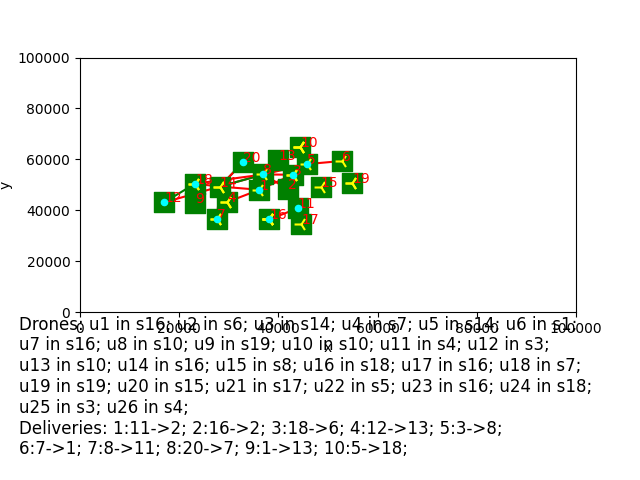 100000
80000
60000
40000
20000
0
y
0 20000 40000 60000 80000 100000
x
Drones: u1 in s16; u2 in s6; u3 in s14; u4 in s7; u5 in s14; u6 in s1;
u7 in s16; u8 in s10; u9 in s19; u10 in s10; u11 in s4; u12 in s3;
u13 in s10; u14 in s16; u15 in s8; u16 in s18; u17 in s16; u18 in s7;
u19 in s19; u20 in s15; u21 in s17; u22 in s5; u23 in s16; u24 in s18;
u25 in s3; u26 in s4;
Deliveries: 1:11->2; 2:16->2; 3:18->6; 4:12->13; 5:3->8;
6:7->1; 7:8->11; 8:20->7; 9:1->13; 10:5->18;